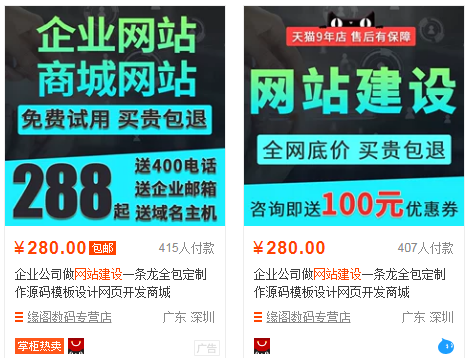 企业网站
商城网站
免费试用 买贵包退
288起
送400电话
送企业邮箱
送域名主机
¥280.00 包邮 415人付款
企业公司做网站建设一条龙全包定制
作源码模板设计网页开发商城
缘阁数码专营店 广东 深圳
掌柜热卖
广告
天猫9年店 售后有保障
网站建设
全网底价 买贵包退
咨询即送100元优惠券
¥280.00 407人付款
企业公司做网站建设一条龙全包定制
作源码模板设计网页开发商城
缘阁数码专营店 广东 深圳